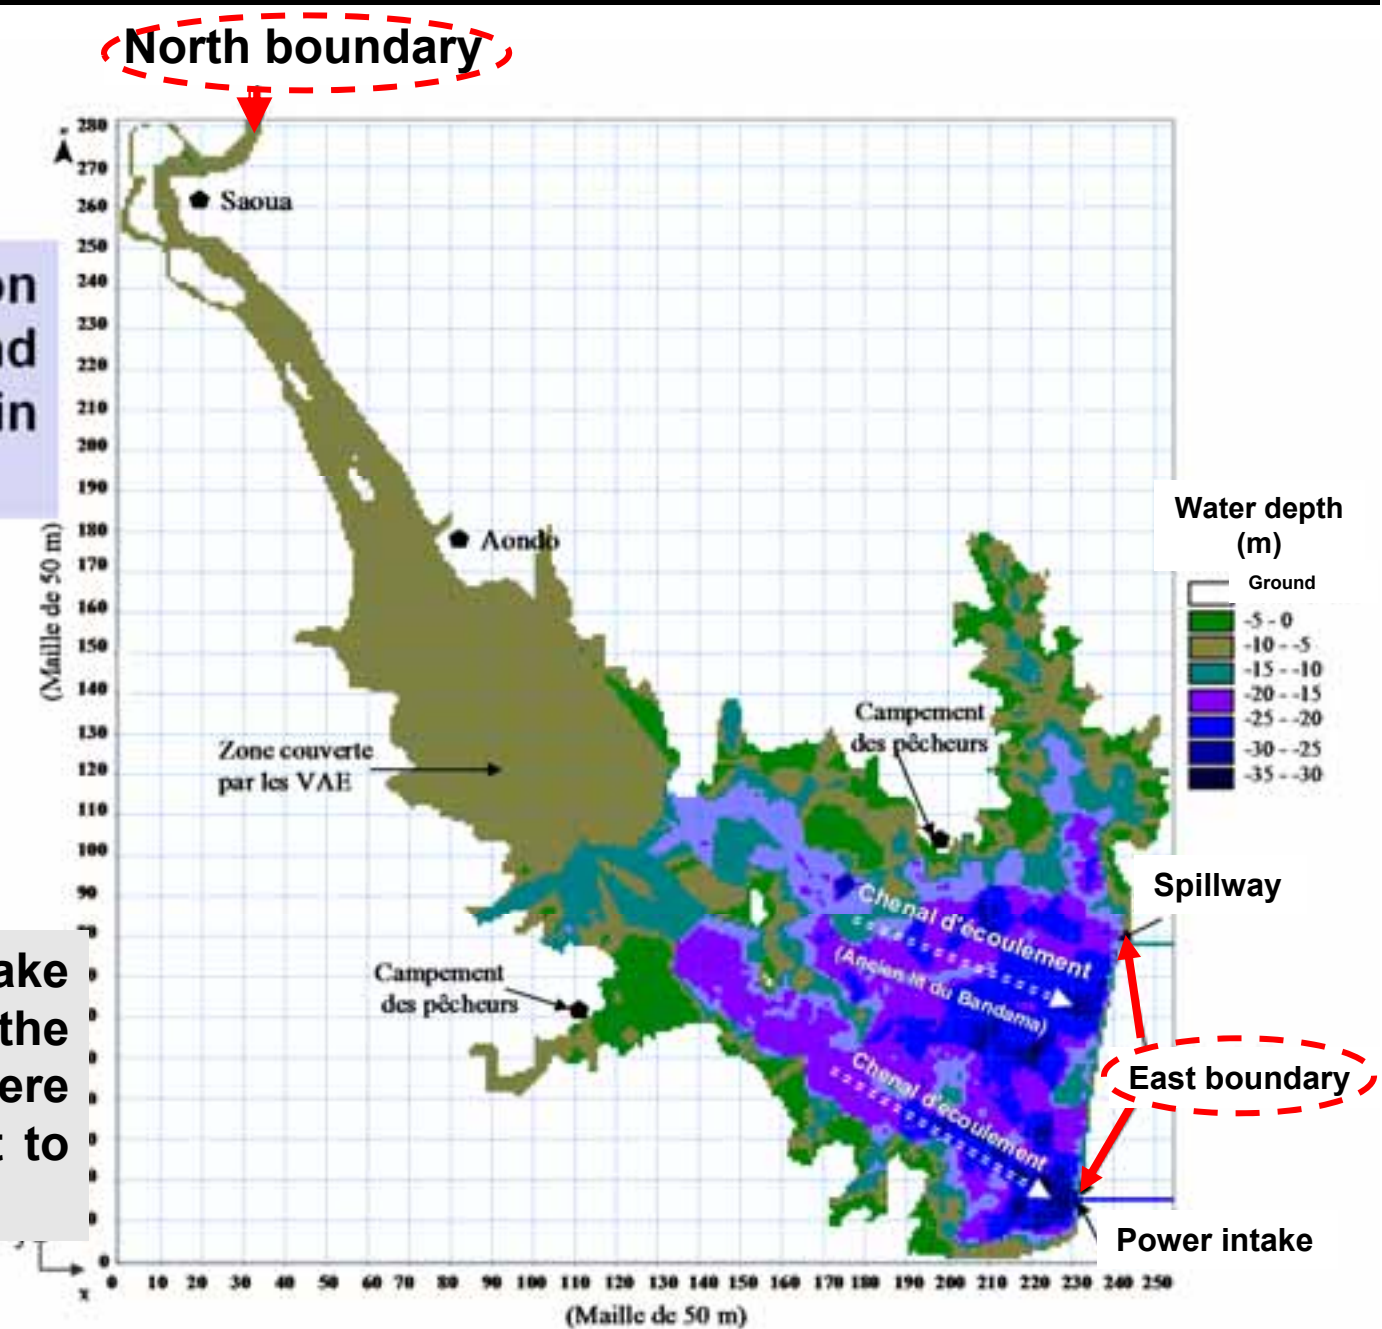 North boundary
280
270
260
250
240
230
220
210
200
190
180
170
160
150
140
130
120
110
100
90
0
(Maille de 50 m)
Saoua
Aondo
on
nd
in
Zone couverte
par les VAE
Campement
des pêcheurs
Campement
des pêcheurs
Water depth
(m)
Ground
-5 - 0
-10 - -5
-15 - -10
-20 - -15
-25 - -20
-30 - -25
-35 - -30
Spillway
Chenal d'écoulement
(Ancien lit du Bandama)
Chenal d'écoulement
East boundary
Power intake
ake
the
ere
t to
x
0 10 20 30 40 50 60 70 80 90 100 110 120 130 140 150 160 170 180 190 200 210 220 230 240 250
(Maille de 50 m)